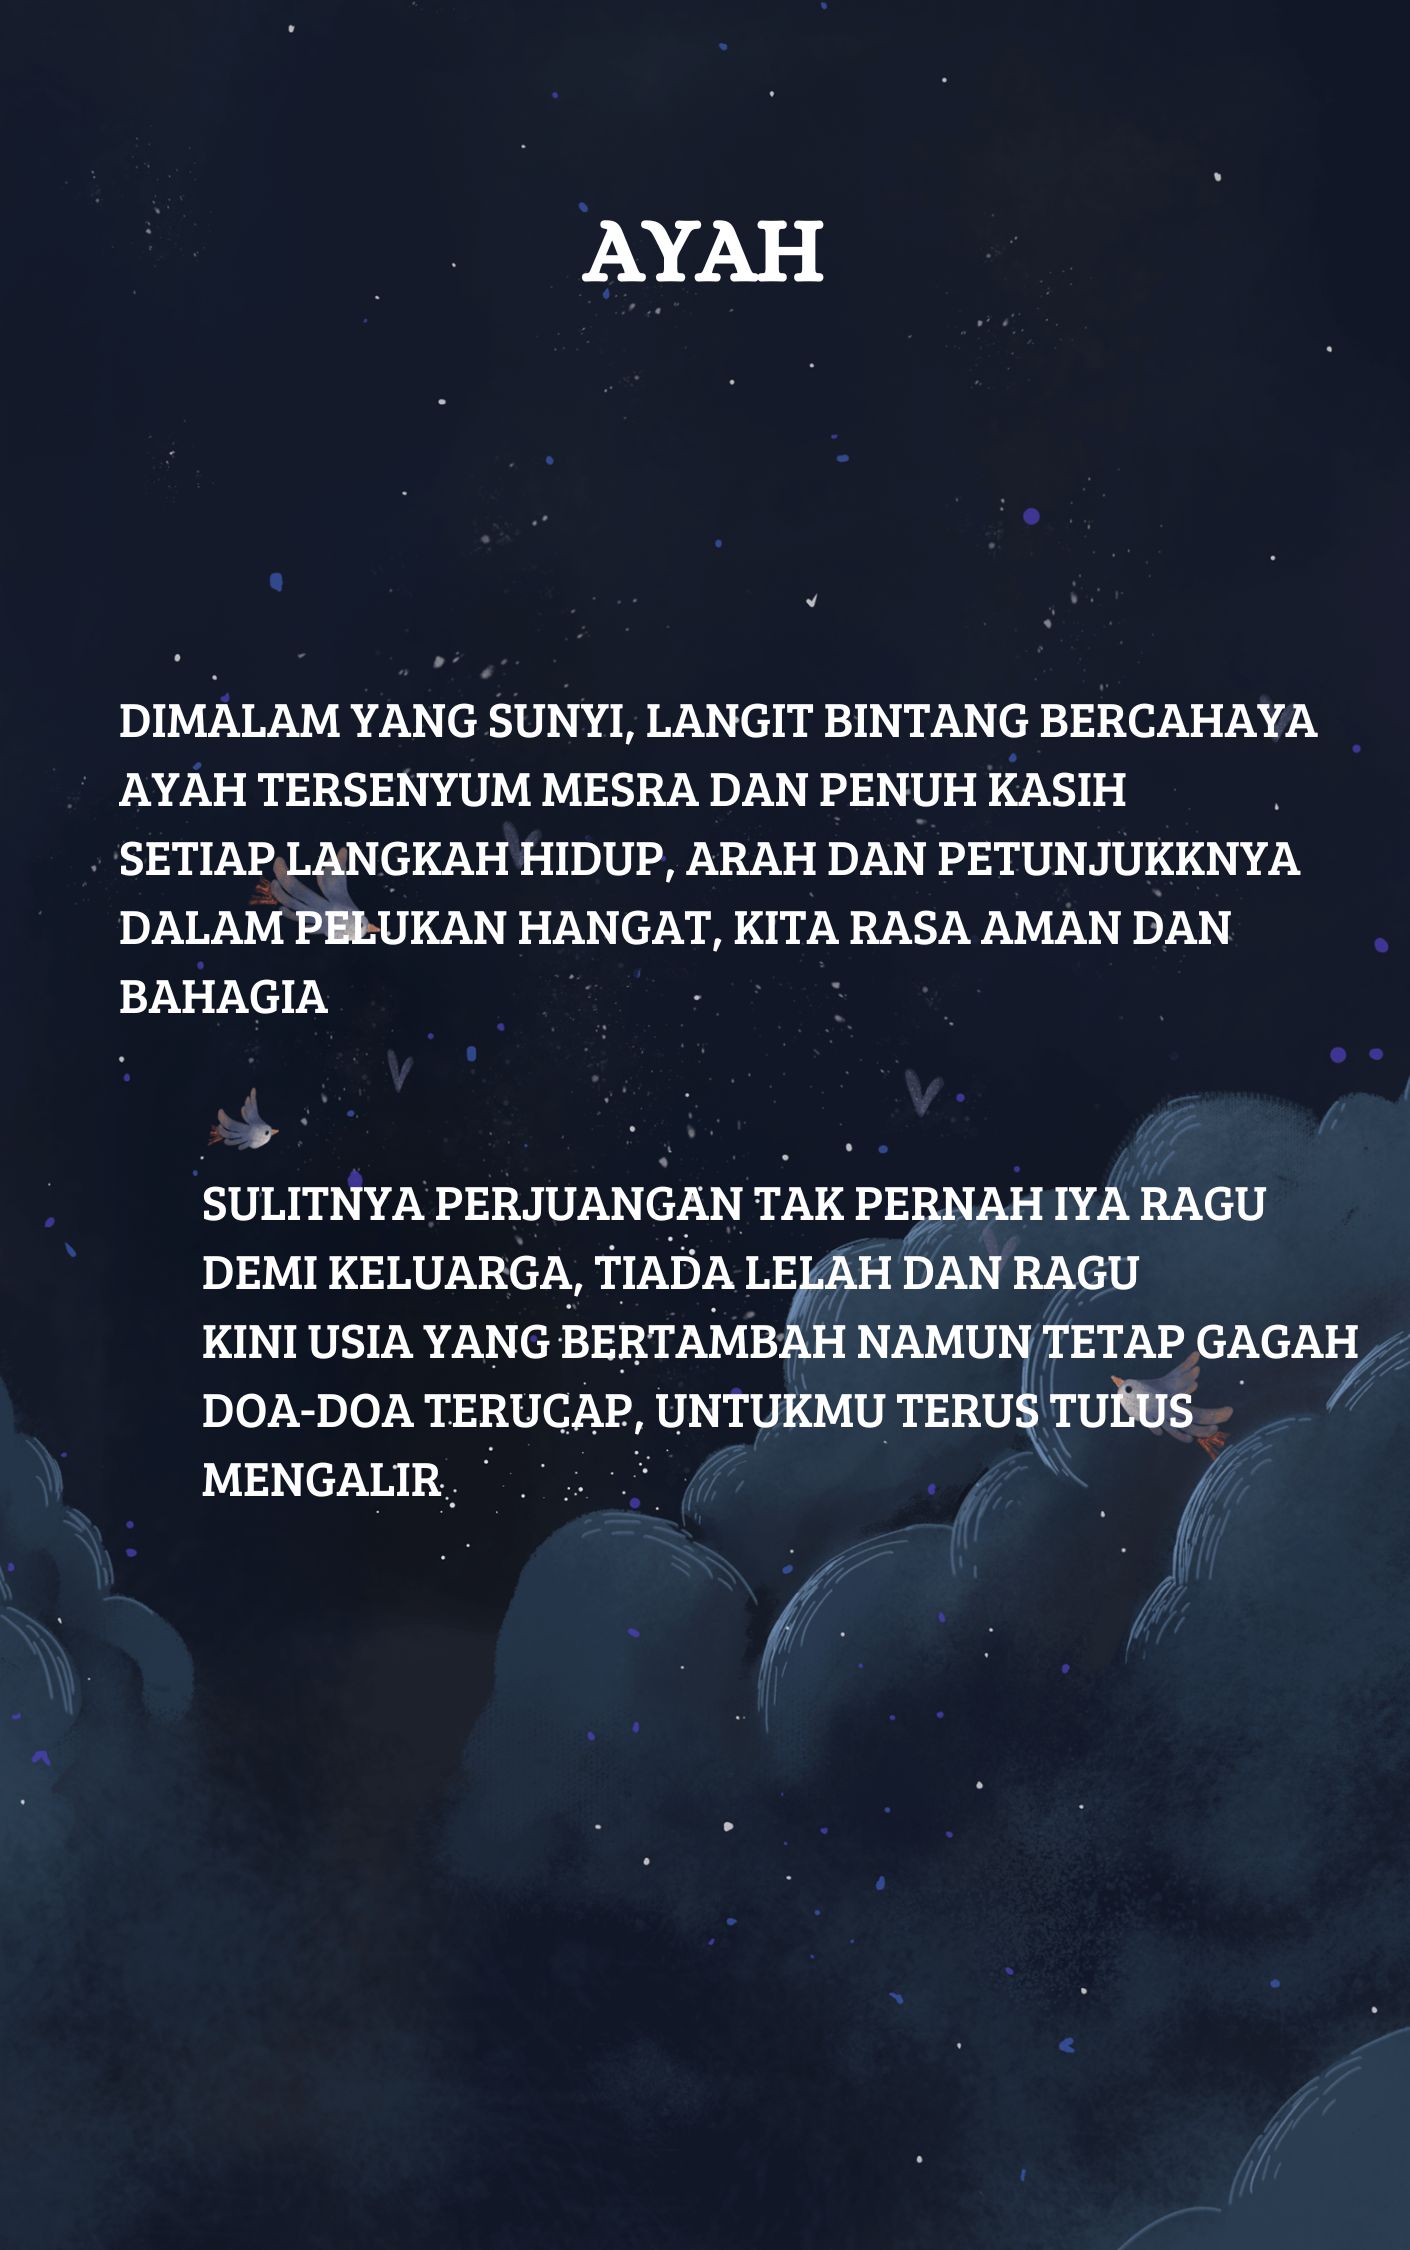 AYAH
DIMALAM YANG SUNYI, LANGIT BINTANG BERCAHAYA
AYAH TERSENYUM MESRA DAN PENUH KASIH
SETIAP LANGKAH HIDUP, ARAH DAN PETUNJUKKNYA
DALAM PELUKAN HANGAT, KITA RASA AMAN DAN
BAHAGIA
SULITNYA PERJUANGAN TAK PERNAH IYA RAGU
DEMI KELUARGA, TIADA LELAH DAN RAGU
KINI USIA YANG BERTAMBAH NAMUN TETAP GAGAH
DOA-DOA TERUCAP, UNTUKMU TERUS TULUS
MENGALIR